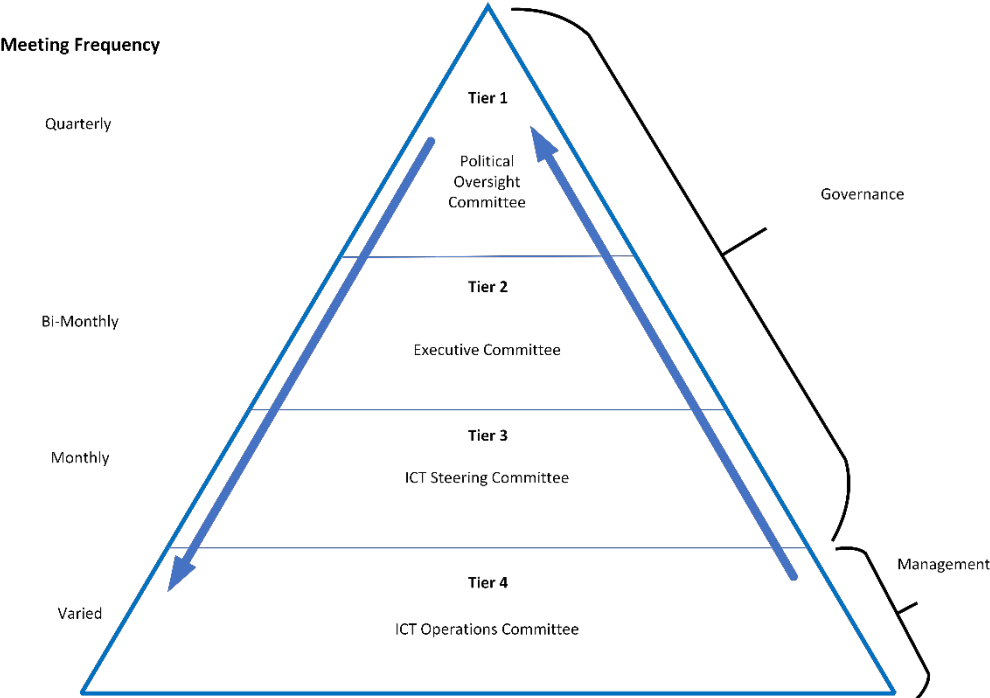 Meeting Frequency
Tier 1
Quarterly
Political
Oversight
Committee
Governance
Tier 2
Bi-Monthly
Executive Committee
Tier 3
Monthly
ICT Steering Committee
Management
Tier 4
Varied
ICT Operations Committee